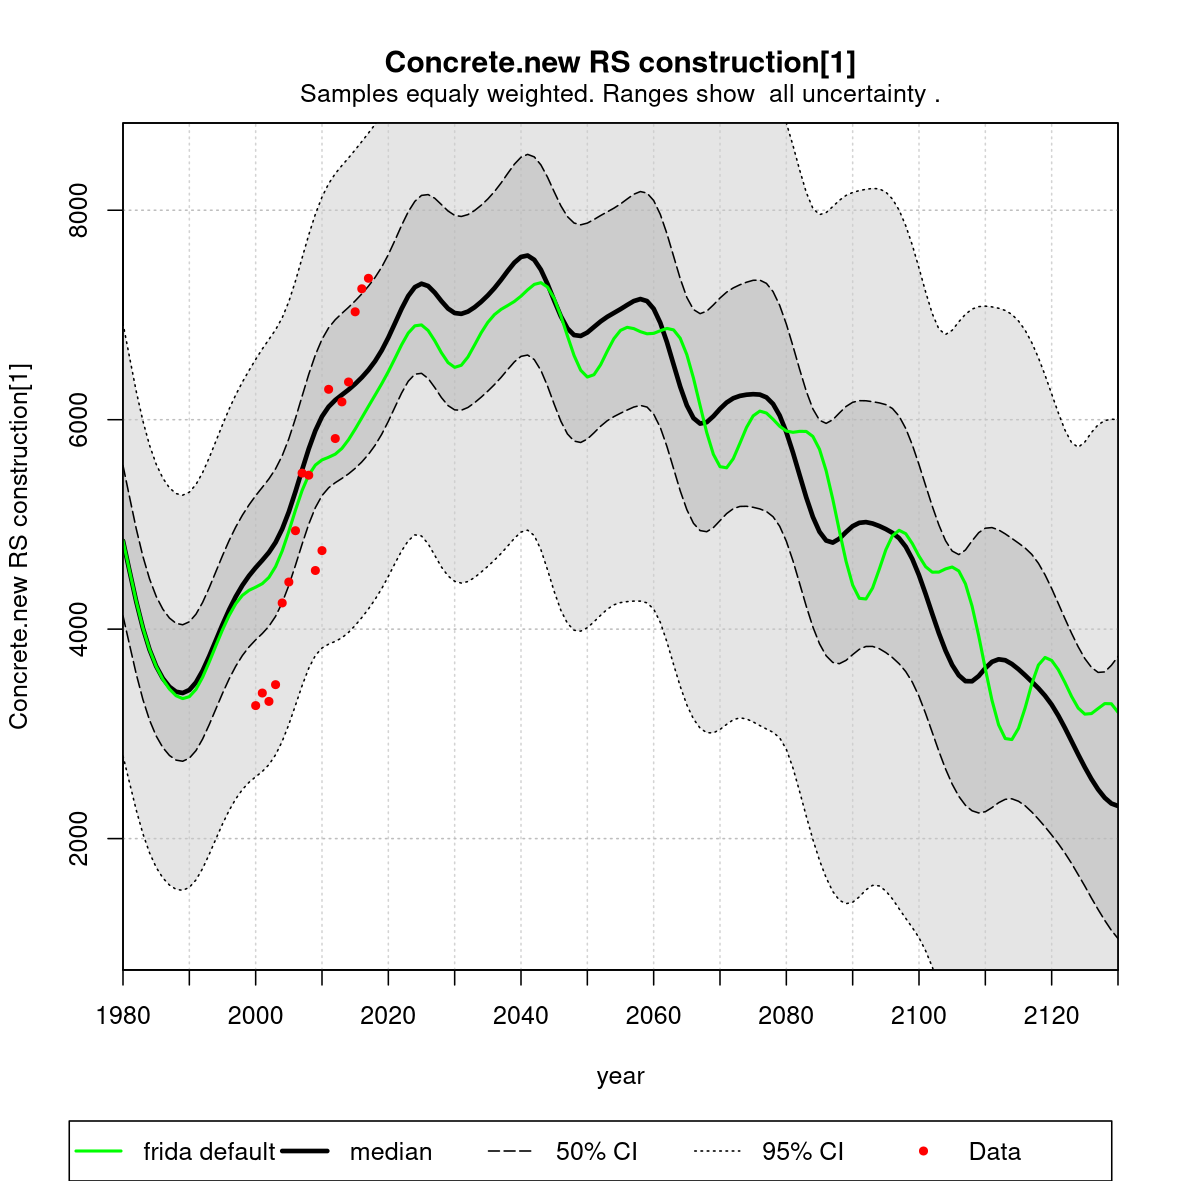 Concrete.new RS construction[1]
Samples equaly weighted. Ranges show  all uncertainty .
Concrete.new RS construction[1]
8000
6000
4000
2000
1980 2000 2020 2040 2060 2080 2100 2120
year
frida default median 50% CI 95% CI Data